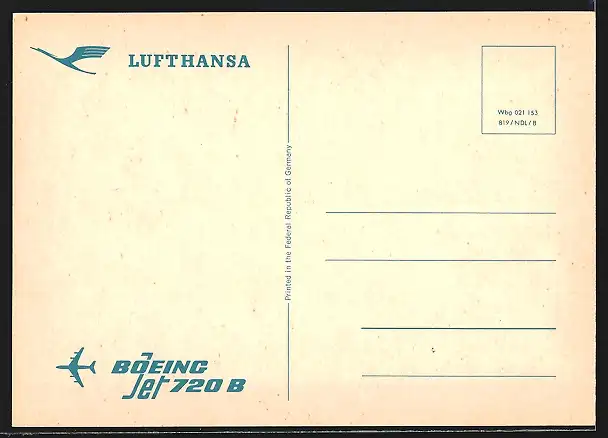 LUFTHANSA
Wbg 021 153
819/NDL/B
Printed in the Federal Republic of Germany
BOEING
Jet 720 B